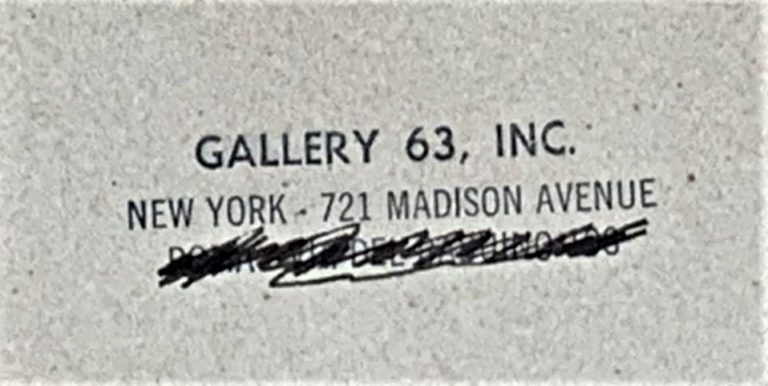 GALLERY 63, INC.
NEW YORK - 721 MADISON AVENUE